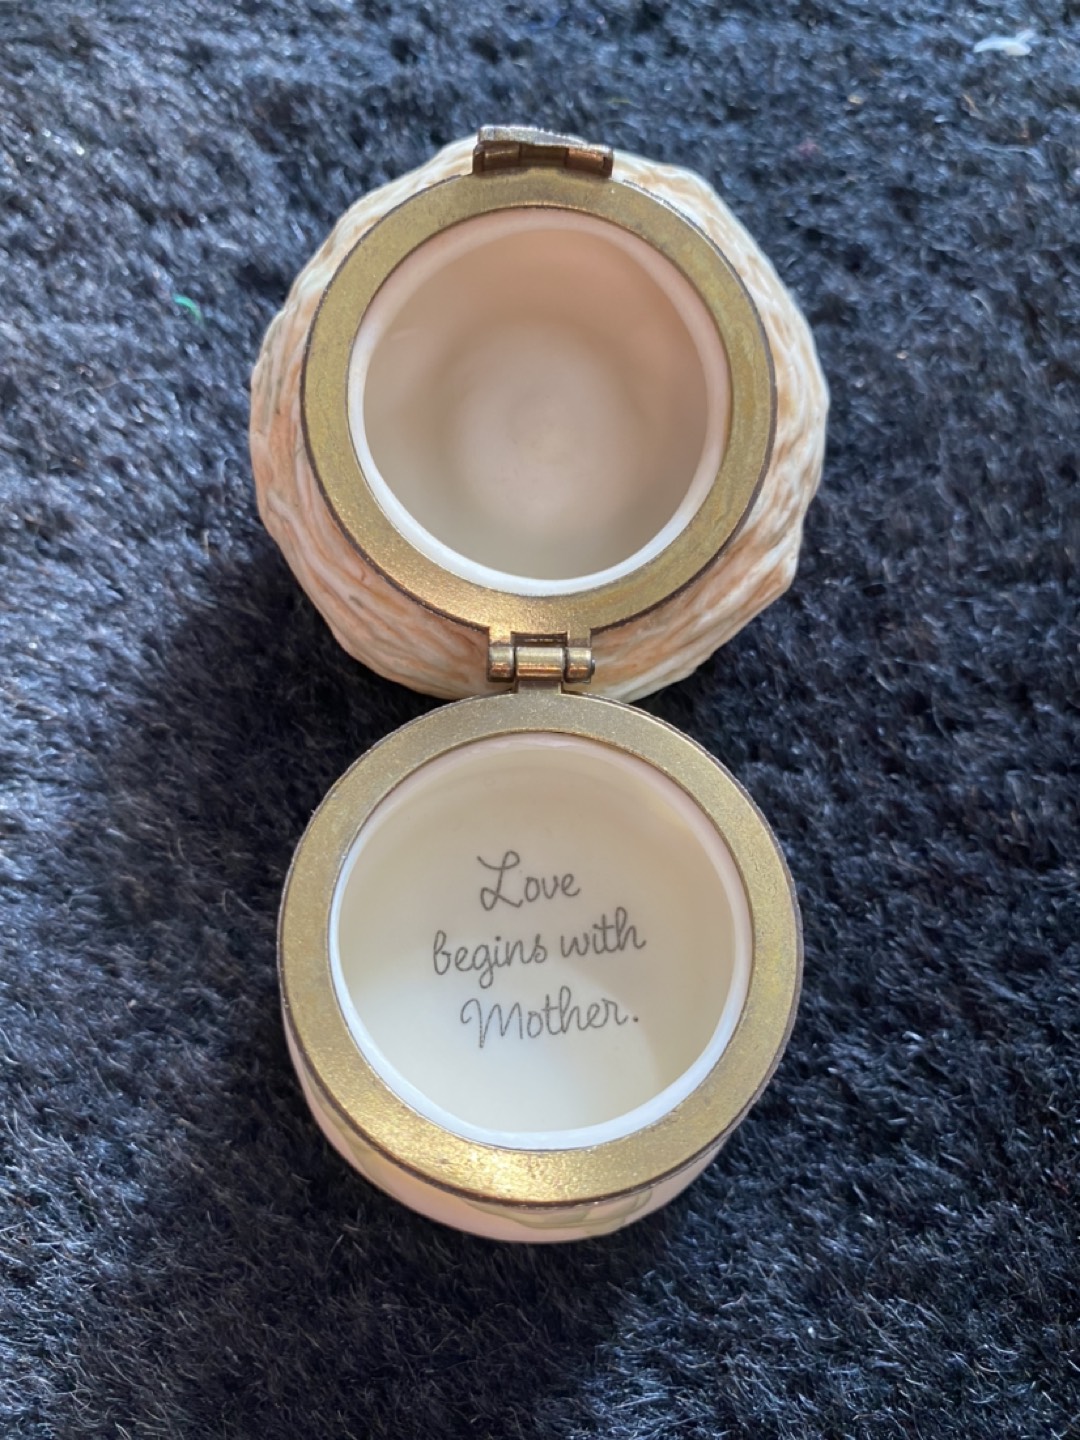 Love
begins with
Mother.